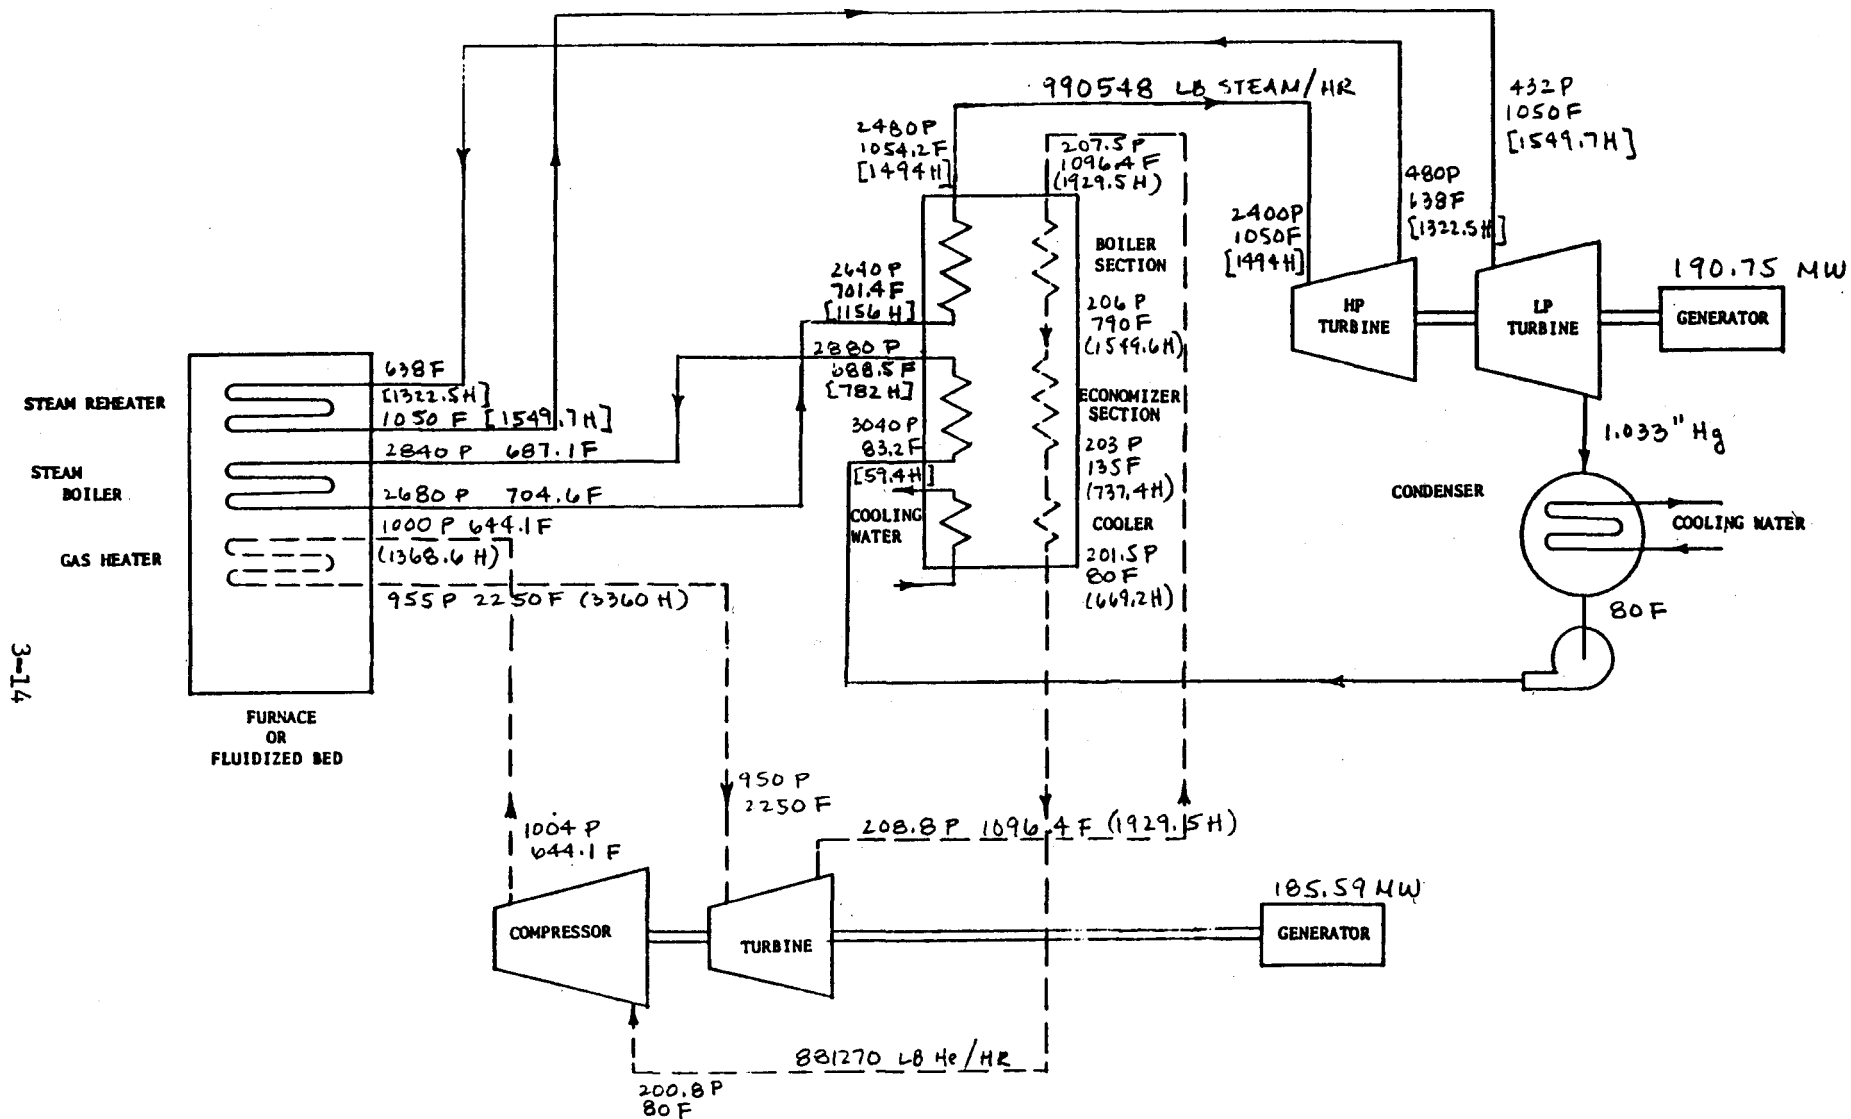 990548 LB STEAM/HR
432P
1050F
[1549.7H]
2480P
1054.2F
[1494H]
207.5P
1096.4F
(1929.5H)
480P
638F
[1322.5H]
2400P
1050F
[1494H]
BOILER
SECTION
2640P
701.4F
[1156H]
206P
790F
(1549.6H)
190.75 MW
HP
TURBINE
LP
TURBINE
GENERATOR
2880P
688.5F
[782H]
638F
[1322.5H]
1050F [1549.7H]
STEAM REHEATER
ECONOMIZER
SECTION
3040P
83.2F
[59.4H]
203P
135F
(737.4H)
1.033" Hg
2840P 687.1F
STEAM
BOILER
2680P 704.6F
CONDENSER
COOLING
WATER
COOLER
COOLING WATER
1000P 644.1F
(1368.6H)
GAS HEATER
955P 2250F (3360H)
201.5P
80F
(669.2H)
80F
3-14
FURNACE
OR
FLUIDIZED BED
950P
2250F
1004P
644.1F
208.8P 1096.4F (1929.5H)
185.59MW
COMPRESSOR
TURBINE
GENERATOR
881270 LB He/HR
200.8P
80F